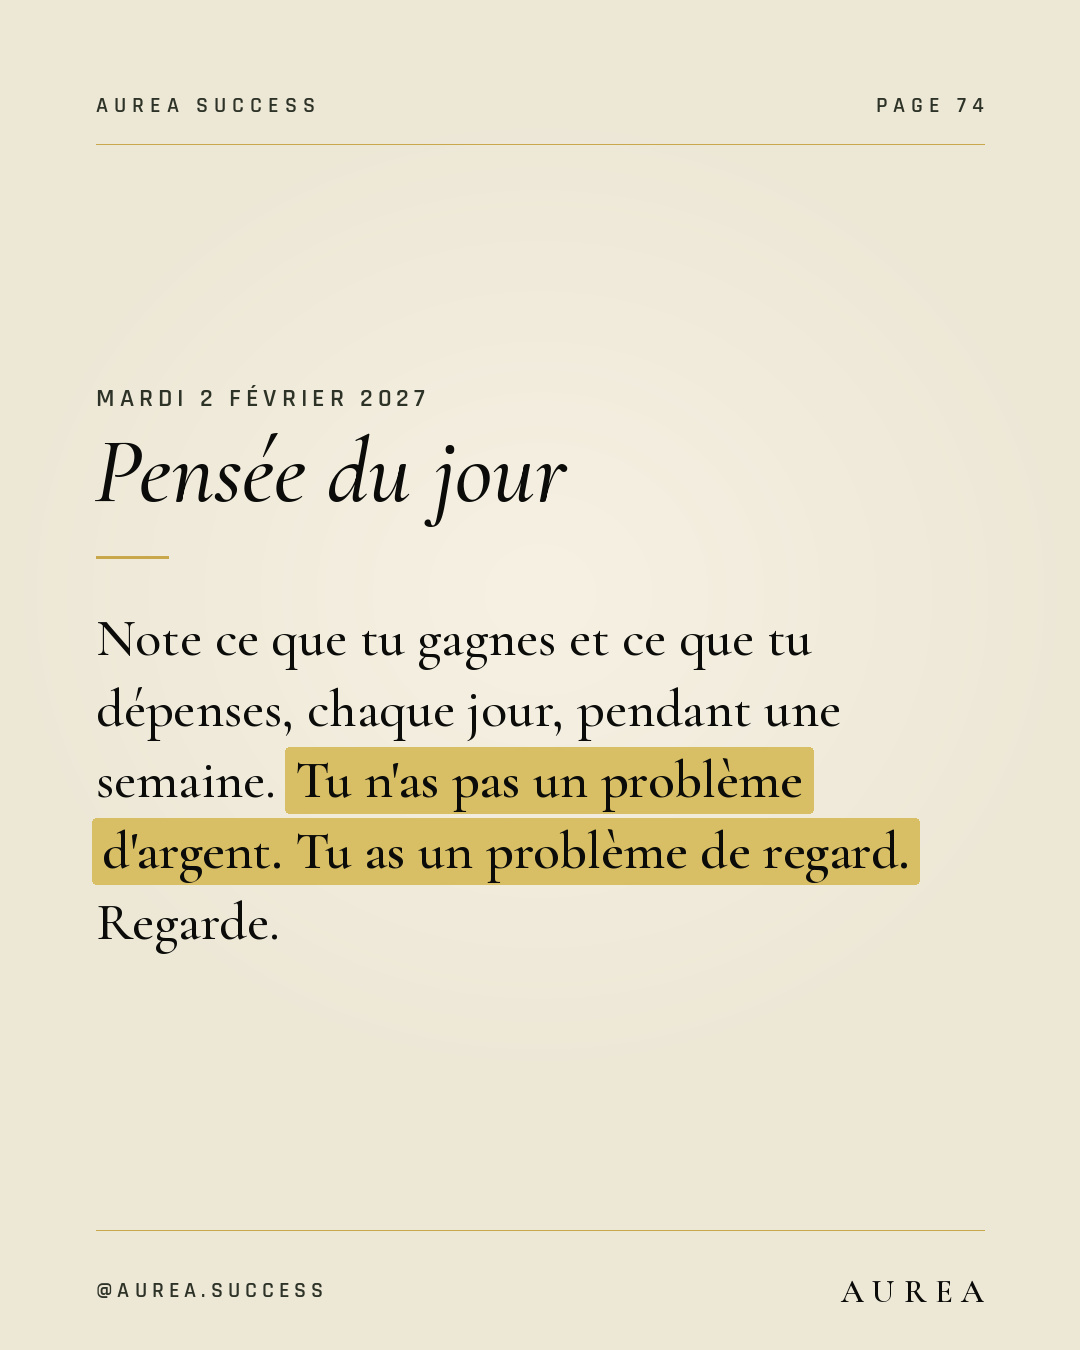 AUREA SUCCESS
PAGE 74
MARDI 2 FÉVRIER 2027
Pensée du jour
Note ce que tu gagnes et ce que tu
dépenses, chaque jour, pendant une
semaine. Tu n'as pas un problème
d'argent. Tu as un problème de regard.
Regarde.
@AUREA.SUCCESS
AUREA